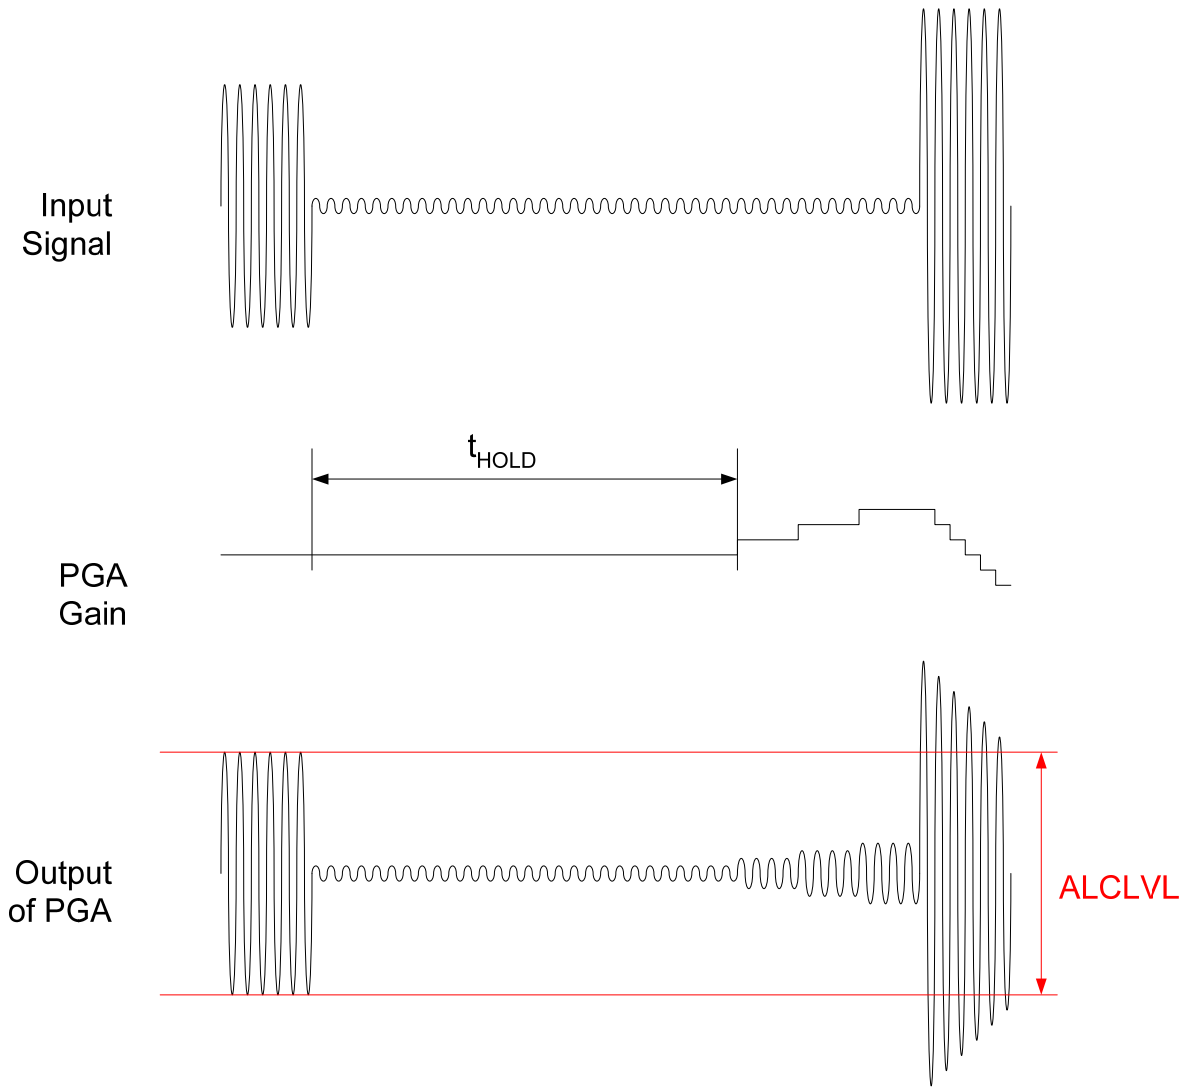 Input
Signal
tHOLD
PGA
Gain
Output
of PGA
ALCLVL